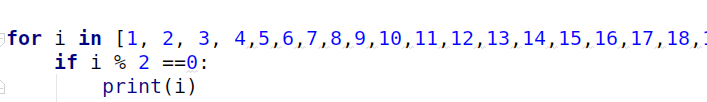 for i in [1, 2, 3, 4,5,6,7,8,9,10,11,12,13,14,15,16,17,18,
if i % 2 ==0:
print(i)